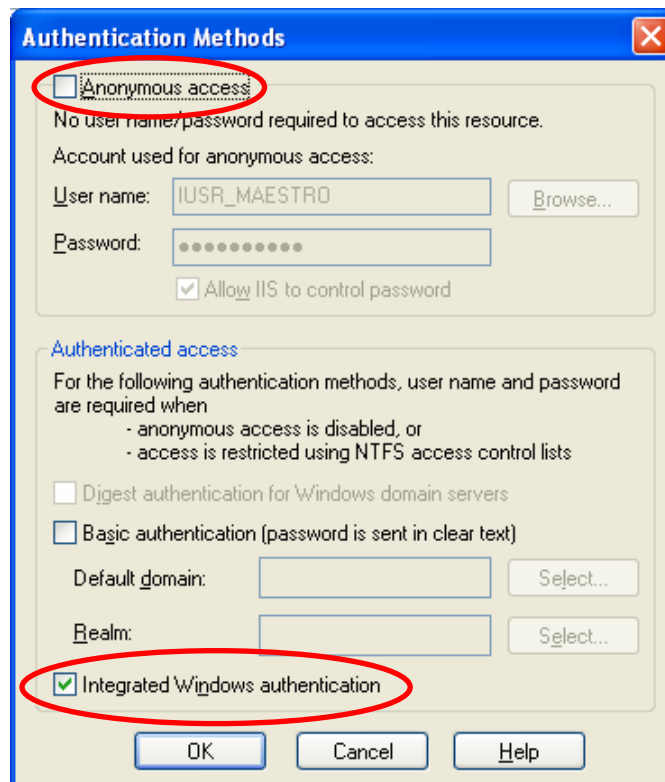 Authentication Methods
Anonymous access
No user name/password required to access this resource.
Account used for anonymous access:
User name: IUSR_MAESTRO Browse...
Password: ●●●●●●●●●●
Allow IIS to control password
Authenticated access
For the following authentication methods, user name and password
are required when
- anonymous access is disabled, or
- access is restricted using NTFS access control lists
Digest authentication for Windows domain servers
Basic authentication (password is sent in clear text)
Default domain: Select...
Realm: Select...
Integrated Windows authentication
OK Cancel Help